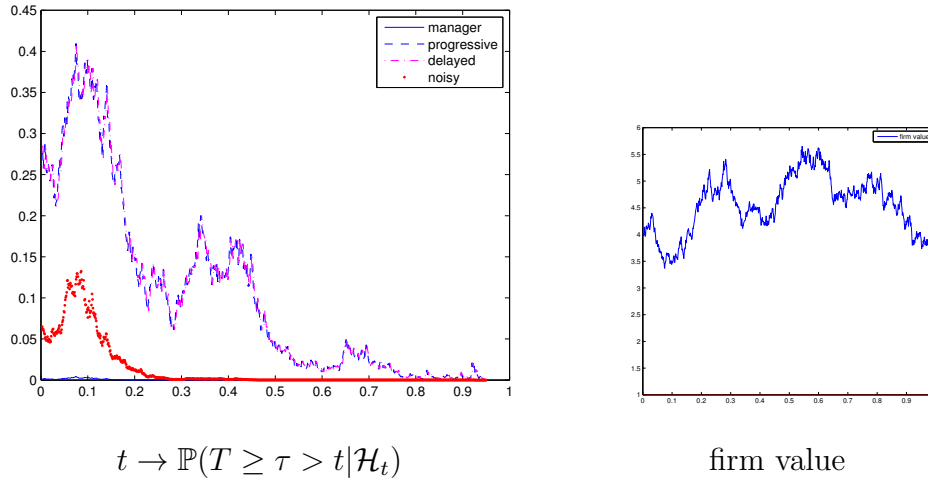 0.45
0.4
0.35
0.3
0.25
0.2
0.15
0.1
0.05
0
0 0.1 0.2 0.3 0.4 0.5 0.6 0.7 0.8 0.9 1
manager
progressive
delayed
noisy
t → ℙ(T ≥ τ > t|ℋₜ)
6
5.5
5
4.5
4
3.5
3
2.5
2
1.5
1
0 0.1 0.2 0.3 0.4 0.5 0.6 0.7 0.8 0.9
firm value
firm value